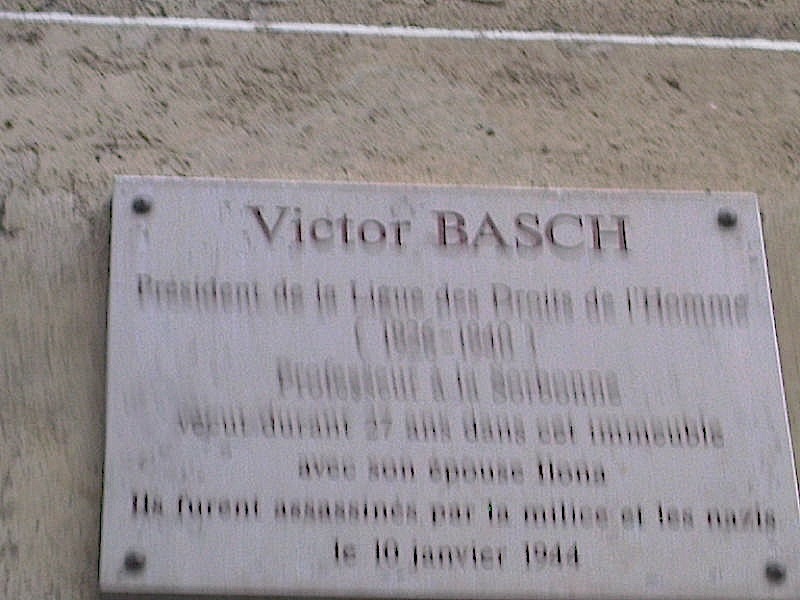 Victor BASCH
Président de la Ligue des Droits de l'Homme
( 1926-1940 )
Professeur à la Sorbonne
vécut durant 27 ans dans cet immeuble
avec son épouse Ilona
Ils furent assassinés par la milice et les nazis
le 10 janvier 1944